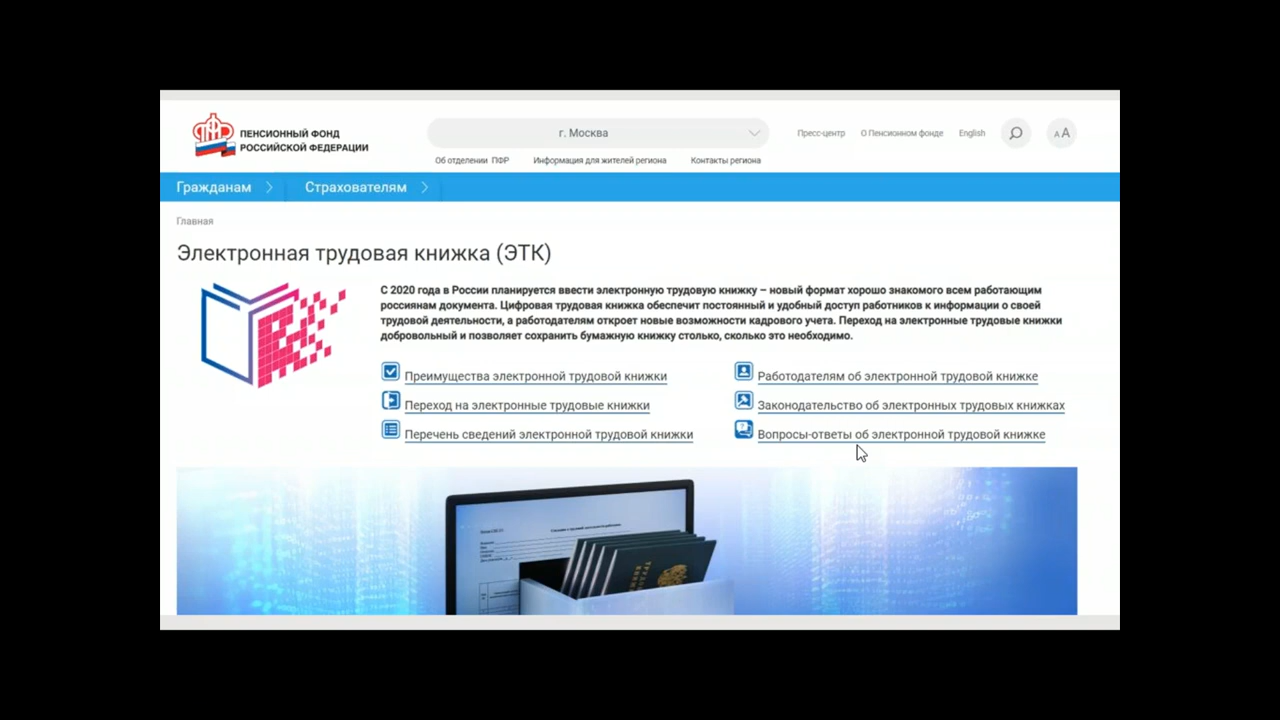 ПЕНСИОННЫЙ ФОНД
РОССИЙСКОЙ ФЕДЕРАЦИИ
г. Москва
Пресс-центр
О Пенсионном фонде
English
AA
Об отделении ПФР
Информация для жителей региона
Контакты региона
Гражданам
Страхователям
Главная
Электронная трудовая книжка (ЭТК)
С 2020 года в России планируется ввести электронную трудовую книжку – новый формат хорошо знакомого всем работающим
россиянам документа. Цифровая трудовая книжка обеспечит постоянный и удобный доступ работников к информации о своей
трудовой деятельности, а работодателям откроет новые возможности кадрового учета. Переход на электронные трудовые книжки
добровольный и позволяет сохранить бумажную книжку столько, сколько это необходимо.
Преимущества электронной трудовой книжки
Переход на электронные трудовые книжки
Перечень сведений электронной трудовой книжки
Работодателям об электронной трудовой книжке
Законодательство об электронных трудовых книжках
Вопросы-ответы об электронной трудовой книжке